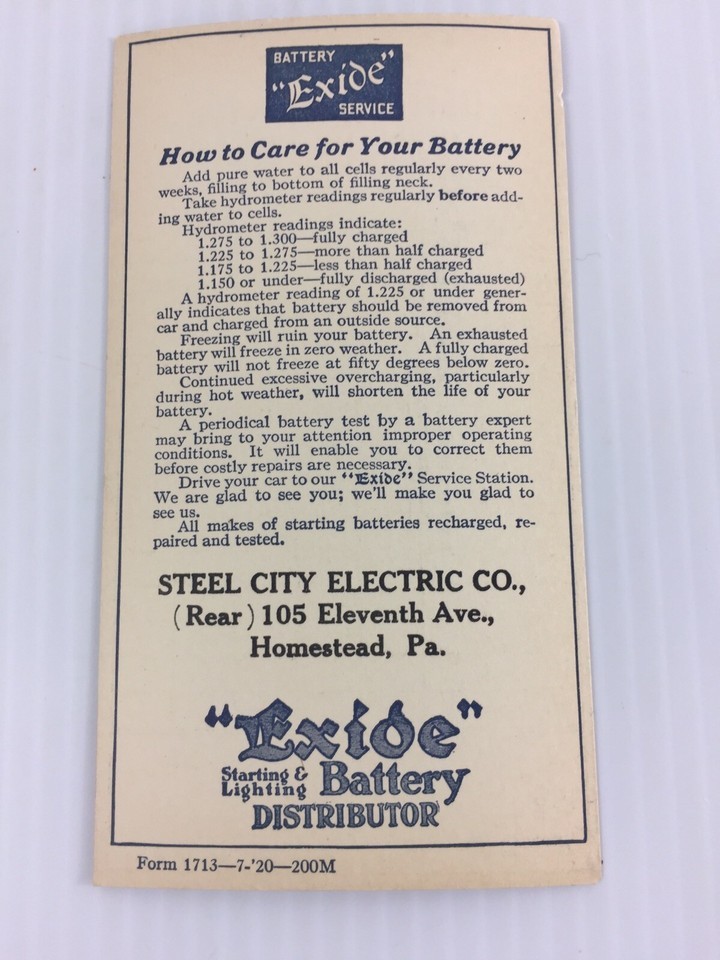 BATTERY
"Exide"
SERVICE
How to Care for Your Battery
Add pure water to all cells regularly every two
weeks, filling to bottom of filling neck.
Take hydrometer readings regularly before add-
ing water to cells.
Hydrometer readings indicate:
1.275 to 1.300—fully charged
1.225 to 1.275—more than half charged
1.175 to 1.225—less than half charged
1.150 or under—fully discharged (exhausted)
A hydrometer reading of 1.225 or under gener-
ally indicates that battery should be removed from
car and charged from an outside source.
Freezing will ruin your battery. An exhausted
battery will freeze in zero weather. A fully charged
battery will not freeze at fifty degrees below zero.
Continued excessive overcharging, particularly
during hot weather, will shorten the life of your
battery.
A periodical battery test by a battery expert
may bring to your attention improper operating
conditions. It will enable you to correct them
before costly repairs are necessary.
Drive your car to our "Exide" Service Station.
We are glad to see you; we'll make you glad to
see us.
All makes of starting batteries recharged, re-
paired and tested.
STEEL CITY ELECTRIC CO.,
(Rear) 105 Eleventh Ave.,
Homestead, Pa.
"Exide"
Starting &
Lighting Battery
DISTRIBUTOR
Form 1713—7-'20—200M